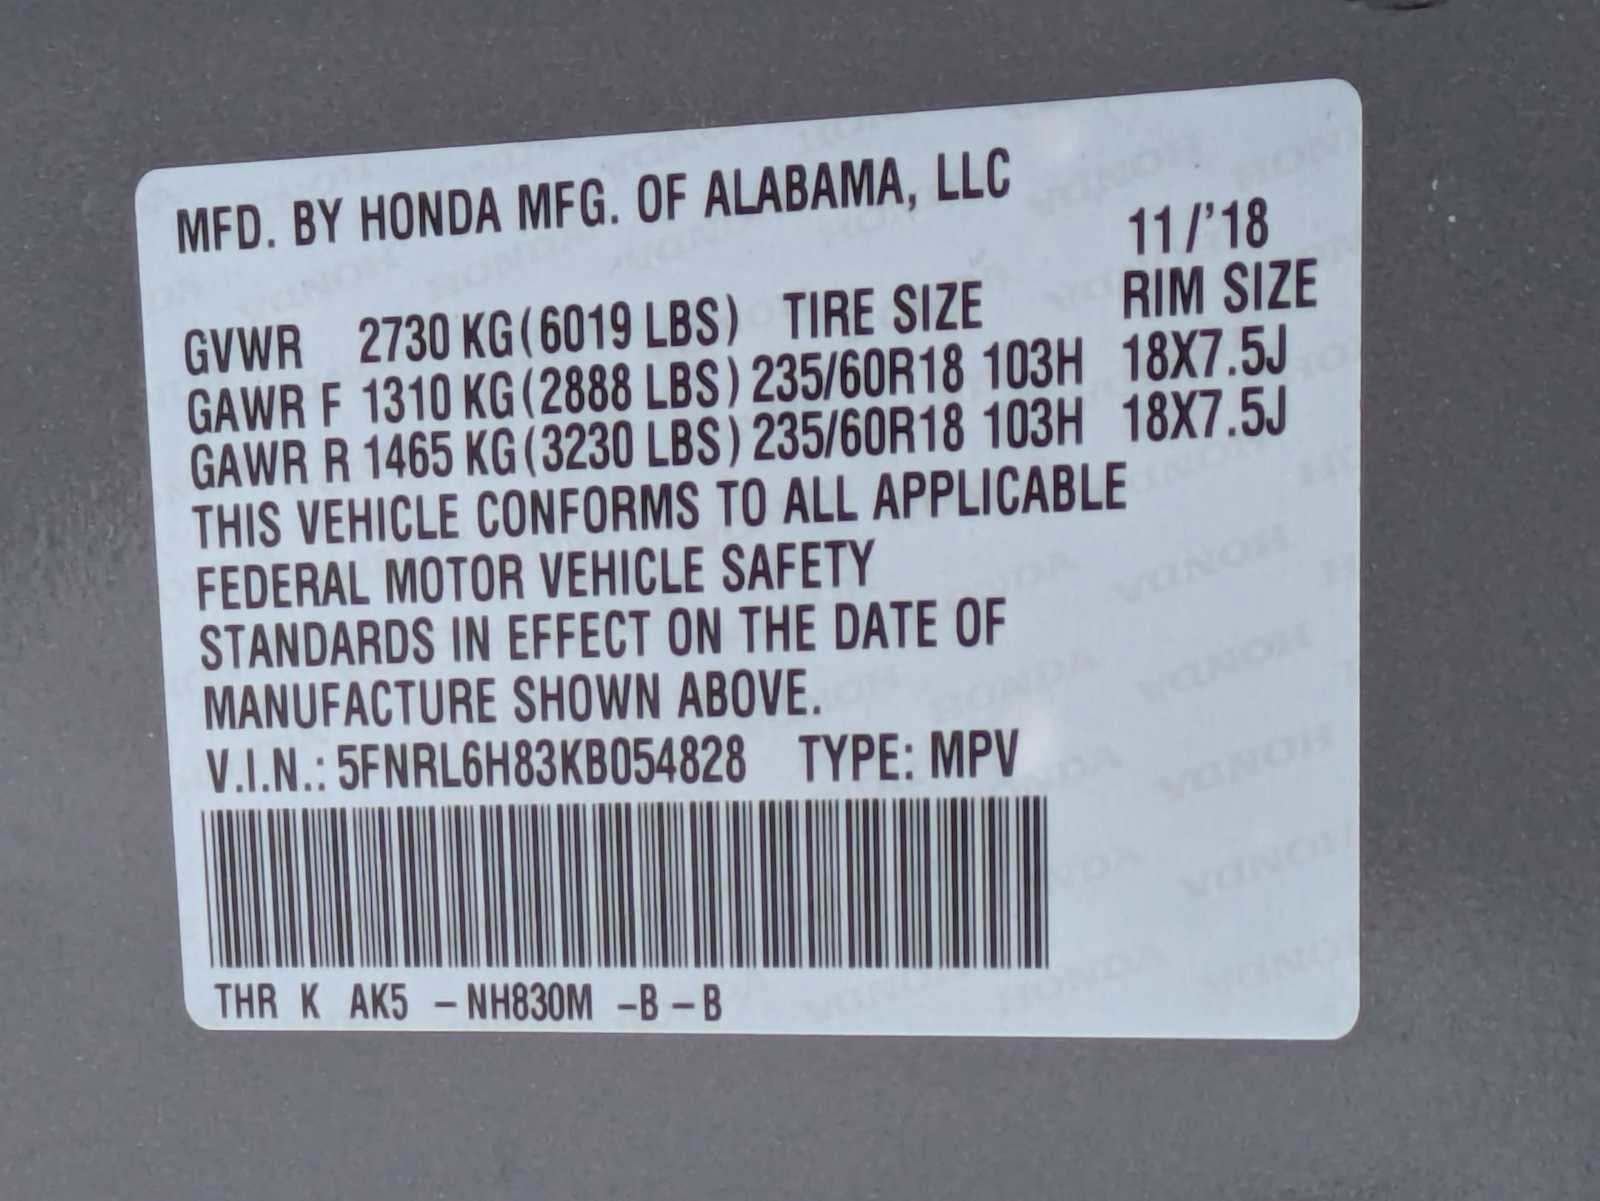 MFD. BY HONDA MFG. OF ALABAMA, LLC
11/'18
GVWR 2730 KG(6019 LBS) TIRE SIZE RIM SIZE
GAWR F 1310 KG(2888 LBS) 235/60R18 103H 18X7.5J
GAWR R 1465 KG(3230 LBS) 235/60R18 103H 18X7.5J
THIS VEHICLE CONFORMS TO ALL APPLICABLE
FEDERAL MOTOR VEHICLE SAFETY
STANDARDS IN EFFECT ON THE DATE OF
MANUFACTURE SHOWN ABOVE.
V.I.N.: 5FNRL6H83KB054828 TYPE: MPV
THR K AK5 – NH830M –B – B